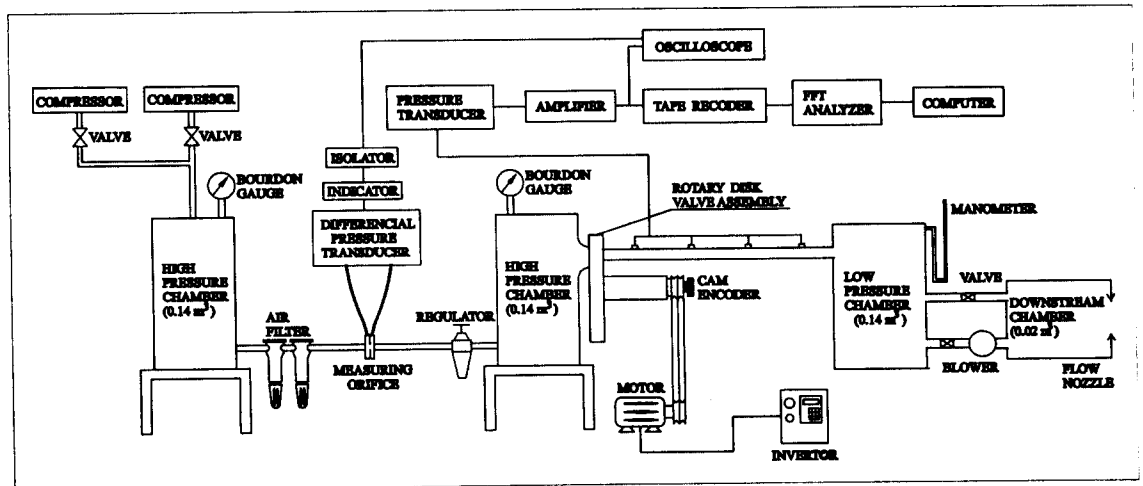 OSCILLOSCOPE
COMPRESSOR
COMPRESSOR
PRESSURE
TRANSDUCER
AMPLIFIER
TAPE RECODER
FFT
ANALYZER
COMPUTER
VALVE
VALVE
ISOLATOR
BOURDON
GAUGE
INDICATOR
BOURDON
GAUGE
ROTARY DISK
VALVE ASSEMBLY
MANOMETER
DIFFERENCIAL
PRESSURE
TRANSDUCER
HIGH
PRESSURE
CHAMBER
(0.14 m³)
HIGH
PRESSURE
CHAMBER
(0.14 m³)
CAM
ENCODER
LOW
PRESSURE
CHAMBER
(0.14 m³)
VALVE
DOWNSTREAM
CHAMBER
(0.02 m³)
AIR
FILTER
REGULATOR
MEASURING
ORIFICE
BLOWER
FLOW
NOZZLE
MOTOR
INVERTOR